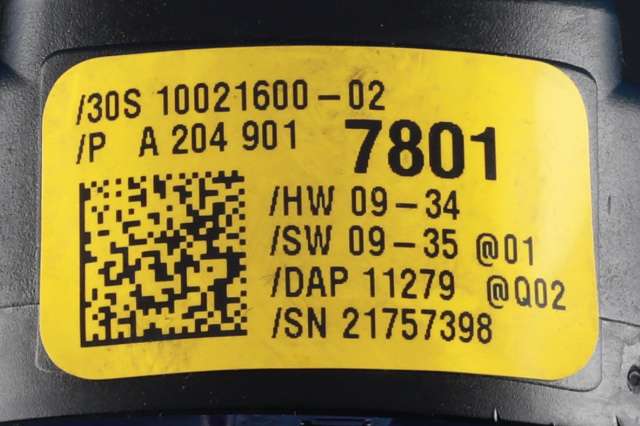 /30S 10021600-02
/P A 204 901 7801
/HW 09-34
/SW 09-35 @01
/DAP 11279 @Q02
/SN 21757398